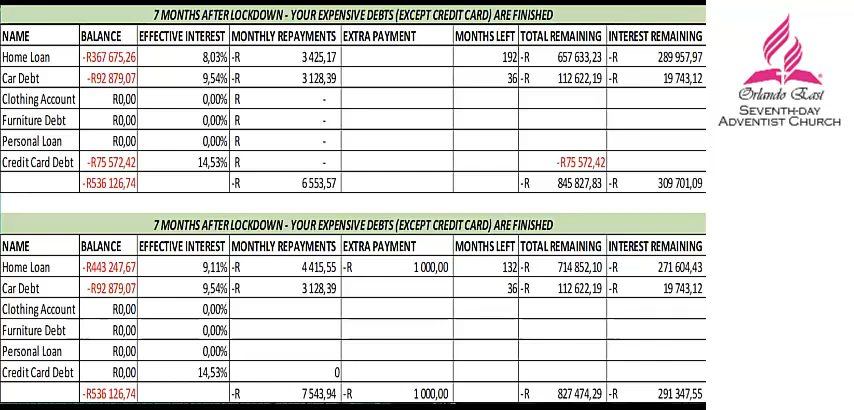 7 MONTHS AFTER LOCKDOWN - YOUR EXPENSIVE DEBTS (EXCEPT CREDIT CARD) ARE FINISHED
NAME BALANCE EFFECTIVE INTEREST MONTHLY REPAYMENTS EXTRA PAYMENT MONTHS LEFT TOTAL REMAINING INTEREST REMAINING
Home Loan -R367 675,26 8,03% -R 3 425,17 192 -R 657 633,23 -R 289 957,97
Car Debt -R92 879,07 9,54% -R 3 128,39 36 -R 112 622,19 -R 19 743,12
Clothing Account R0,00 0,00% R -
Furniture Debt R0,00 0,00% R -
Personal Loan R0,00 0,00% R -
Credit Card Debt -R75 572,42 14,53% R - -R75 572,42
-R536 126,74 -R 6 553,57 -R 845 827,83 -R 309 701,09
7 MONTHS AFTER LOCKDOWN - YOUR EXPENSIVE DEBTS (EXCEPT CREDIT CARD) ARE FINISHED
NAME BALANCE EFFECTIVE INTEREST MONTHLY REPAYMENTS EXTRA PAYMENT MONTHS LEFT TOTAL REMAINING INTEREST REMAINING
Home Loan -R443 247,67 9,11% -R 4 415,55 -R 1 000,00 132 -R 714 852,10 -R 271 604,43
Car Debt -R92 879,07 9,54% -R 3 128,39 36 -R 112 622,19 -R 19 743,12
Clothing Account R0,00 0,00%
Furniture Debt R0,00 0,00%
Personal Loan R0,00 0,00%
Credit Card Debt R0,00 14,53% 0
-R536 126,74 -R 7 543,94 -R 1 000,00 -R 827 474,29 -R 291 347,55
Orlando East
SEVENTH-DAY
ADVENTIST CHURCH